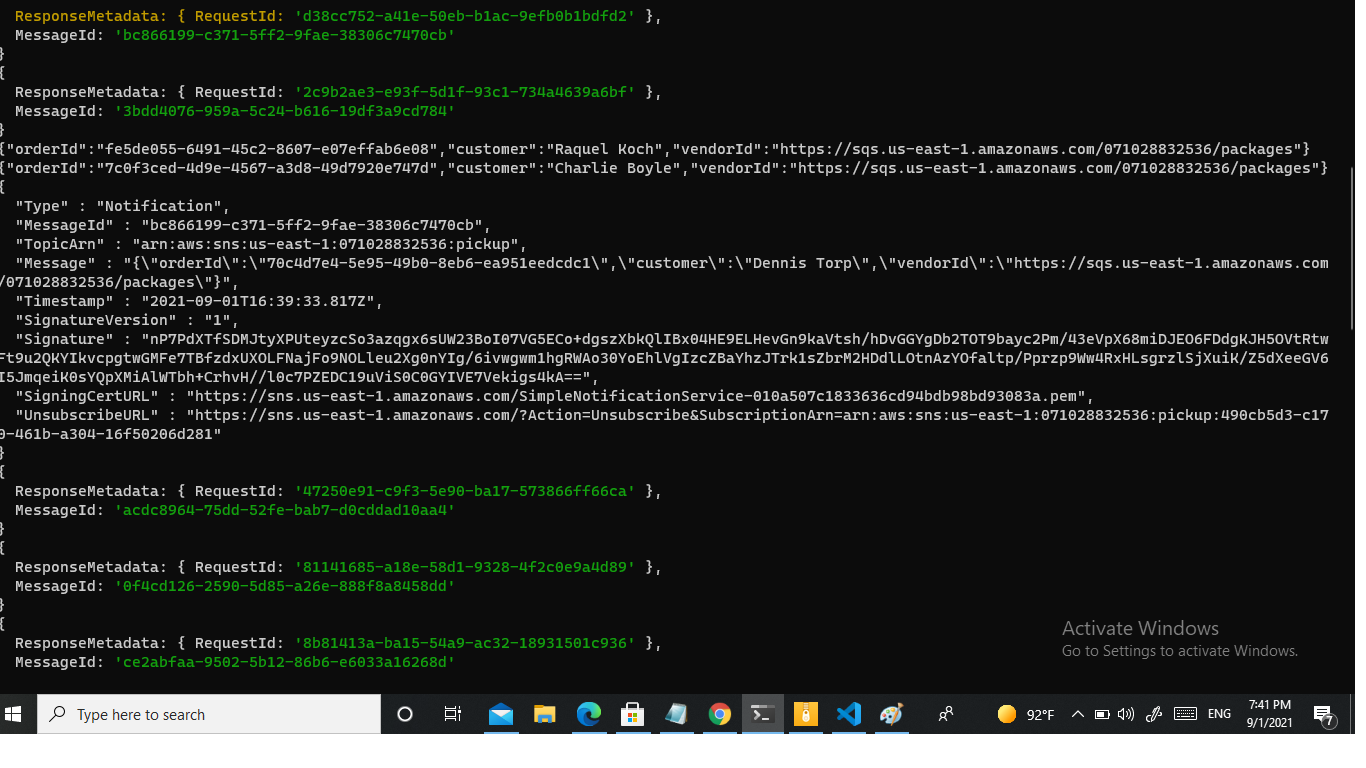 ResponseMetadata: { RequestId: 'd38cc752-a41e-50eb-b1ac-9efb0b1bdfd2' },
MessageId: 'bc866199-c371-5ff2-9fae-38306c7470cb'
}
{
ResponseMetadata: { RequestId: '2c9b2ae3-e93f-5d1f-93c1-734a4639a6bf' },
MessageId: '3bdd4076-959a-5c24-b616-19df3a9cd784'
}
{"orderId":"fe5de055-6491-45c2-8607-e07effab6e08","customer":"Raquel Koch","vendorId":"https://sqs.us-east-1.amazonaws.com/071028832536/packages"}
{"orderId":"7c0f3ced-4d9e-4567-a3d8-49d7920e747d","customer":"Charlie Boyle","vendorId":"https://sqs.us-east-1.amazonaws.com/071028832536/packages"}
{
"Type" : "Notification",
"MessageId" : "bc866199-c371-5ff2-9fae-38306c7470cb",
"TopicArn" : "arn:aws:sns:us-east-1:071028832536:pickup",
"Message" : "{\"orderId\":\"70c4d7e4-5e95-49b0-8eb6-ea951eedcdc1\",\"customer\":\"Dennis Torp\",\"vendorId\":\"https://sqs.us-east-1.amazonaws.com
/071028832536/packages\"}",
"Timestamp" : "2021-09-01T16:39:33.817Z",
"SignatureVersion" : "1",
"Signature" : "nP7PdXTfSDMJtyXPUteyzcSo3azqgx6sUW23BoI07VG5ECo+dgszXbkQlIBx04HE9ELHevGn9kaVtsh/hDvGGYgDb2TOT9bayc2Pm/43eVpX68miDJEO6FDdgKJH5OVtRtw
Ft9u2QKYIkvcpgtwGMFe7TBfzdxUXOLFNajFo9NOLleu2Xg0nYIg/6ivwgwm1hgRWAo30YoEhlVgIzcZBaYhzJTrk1sZbrM2HDdlLOtnAzYOfaltp/Pprzp9Ww4RxHLsgrzlSjXuiK/Z5dXeeGV6
I5JmqeiK0sYQpXMiAlWTbh+CrhvH//l0c7PZEDC19uViS0C0GYIVE7Vekigs4kA==",
"SigningCertURL" : "https://sns.us-east-1.amazonaws.com/SimpleNotificationService-010a507c1833636cd94bdb98bd93083a.pem",
"UnsubscribeURL" : "https://sns.us-east-1.amazonaws.com/?Action=Unsubscribe&SubscriptionArn=arn:aws:sns:us-east-1:071028832536:pickup:490cb5d3-c17
0-461b-a304-16f50206d281"
}
{
ResponseMetadata: { RequestId: '47250e91-c9f3-5e90-ba17-573866ff66ca' },
MessageId: 'acdc8964-75dd-52fe-bab7-d0cddad10aa4'
}
{
ResponseMetadata: { RequestId: '81141685-a18e-58d1-9328-4f2c0e9a4d89' },
MessageId: '0f4cd126-2590-5d85-a26e-888f8a8458dd'
}
{
ResponseMetadata: { RequestId: '8b81413a-ba15-54a9-ac32-18931501c936' },
MessageId: 'ce2abfaa-9502-5b12-86b6-e6033a16268d'
Activate Windows
Go to Settings to activate Windows.
Type here to search
92°F
ENG
7:41 PM
9/1/2021
7